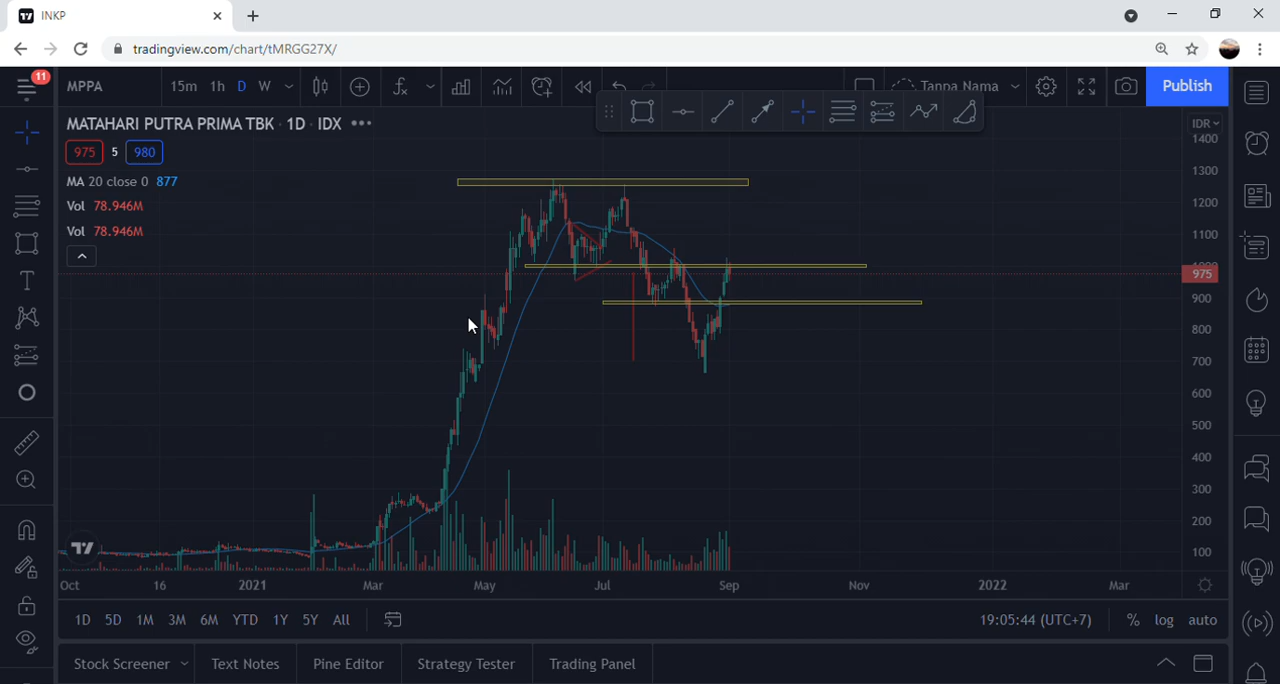 INKP
tradingview.com/chart/tMRGG27X/
11
MPPA 15m 1h D W Tanpa Nama Publish
MATAHARI PUTRA PRIMA TBK · 1D · IDX
975 5 980
MA 20 close 0 877
Vol 78.946M
Vol 78.946M
IDR
1400
1300
1200
1100
1000
975
900
800
700
600
500
400
300
200
100
Oct 16 2021 Mar May Jul Sep Nov 2022 Mar
1D 5D 1M 3M 6M YTD 1Y 5Y All 19:05:44 (UTC+7) % log auto
Stock Screener Text Notes Pine Editor Strategy Tester Trading Panel